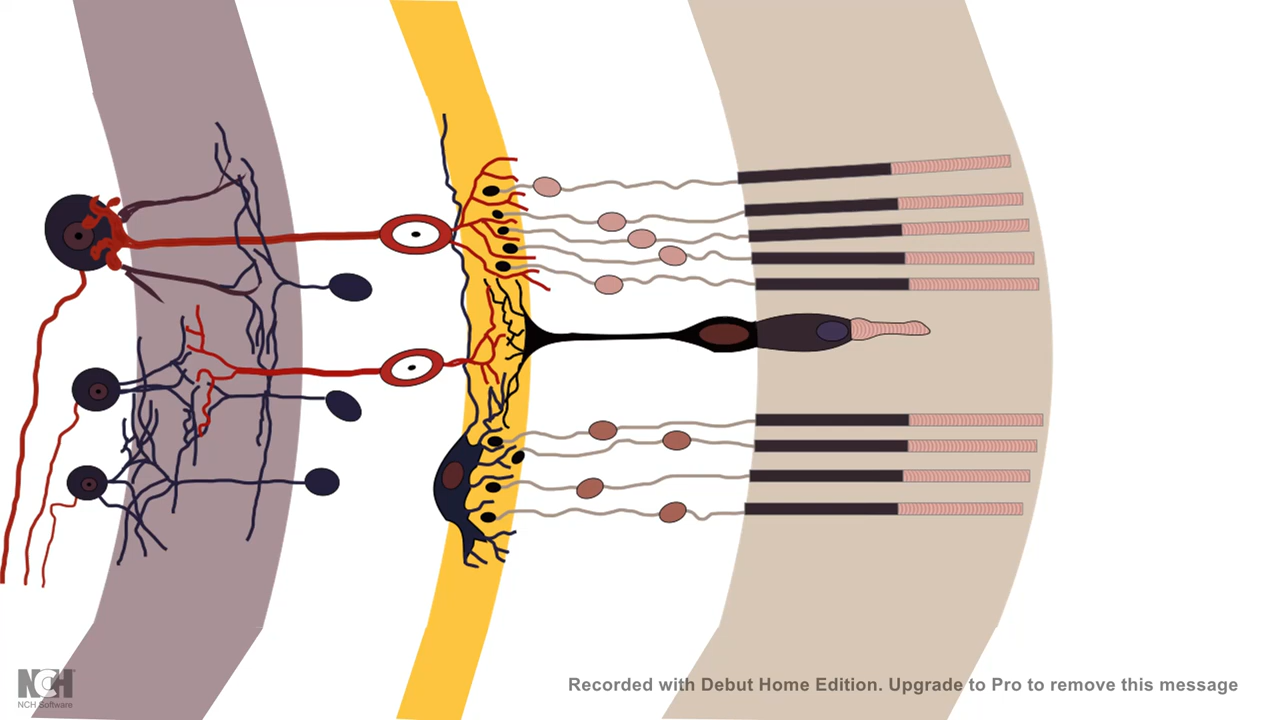 NCH
NCH Software
Recorded with Debut Home Edition. Upgrade to Pro to remove this message